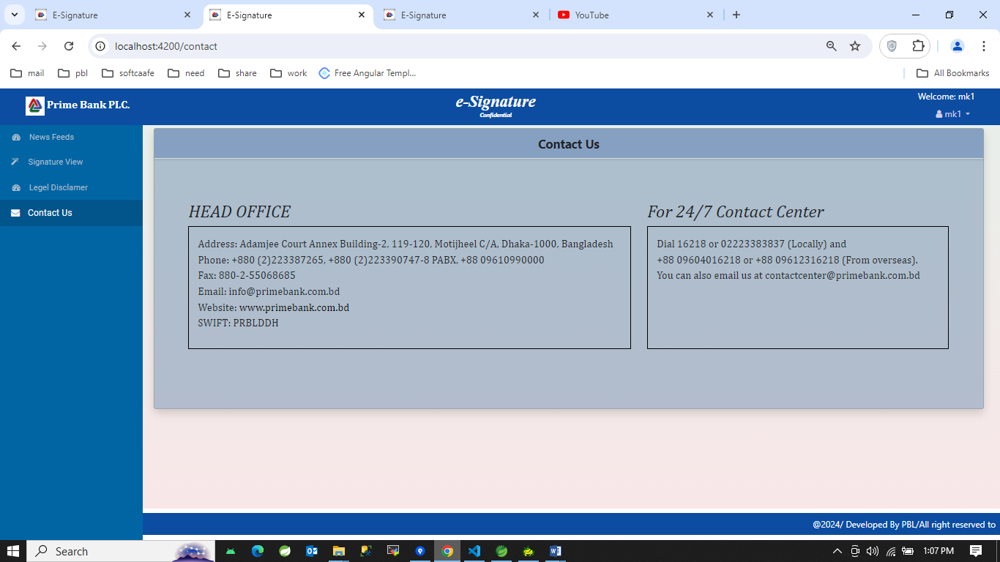 E-Signature
E-Signature
E-Signature
YouTube
localhost:4200/contact
mail
pbl
softcaafe
need
share
work
Free Angular Templ...
All Bookmarks
Prime Bank PLC.
e-Signature
Confidential
Welcome: mk1
mk1
News Feeds
Signature View
Legel Disclamer
Contact Us
Contact Us
HEAD OFFICE
Address: Adamjee Court Annex Building-2, 119-120, Motijheel C/A, Dhaka-1000, Bangladesh
Phone: +880 (2)223387265, +880 (2)223390747-8 PABX, +88 09610990000
Fax: 880-2-55068685
Email: info@primebank.com.bd
Website: www.primebank.com.bd
SWIFT: PRBLDDH
For 24/7 Contact Center
Dial 16218 or 02223383837 (Locally) and
+88 09604016218 or +88 09612316218 (From overseas).
You can also email us at contactcenter@primebank.com.bd
@2024/ Developed By PBL/All right reserved to
Search
1:07 PM